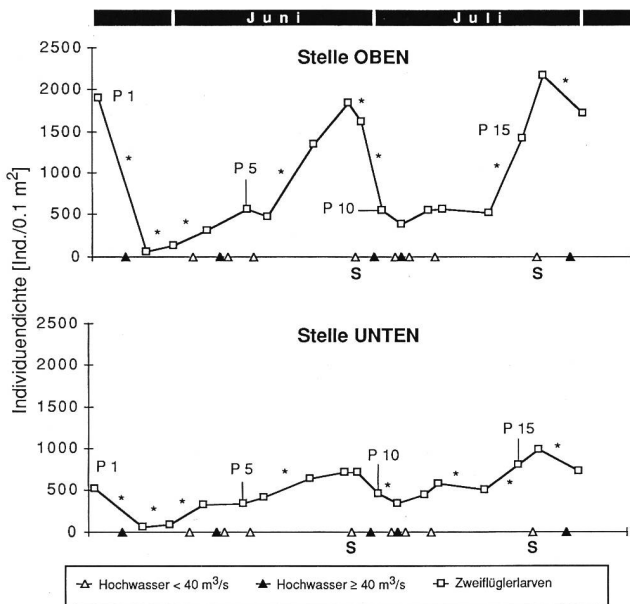 Juni Juli
Individuendichte [Ind./0.1 m²]
Stelle OBEN
2500
2000
1500
1000
500
0
P 1
P 5
P 10
P 15
* * * * * * * *
S S
Stelle UNTEN
2500
2000
1500
1000
500
0
P 1
P 5
P 10
P 15
* * * * * * * *
S S
Hochwasser < 40 m³/s Hochwasser ≥ 40 m³/s Zweiflüglerlarven